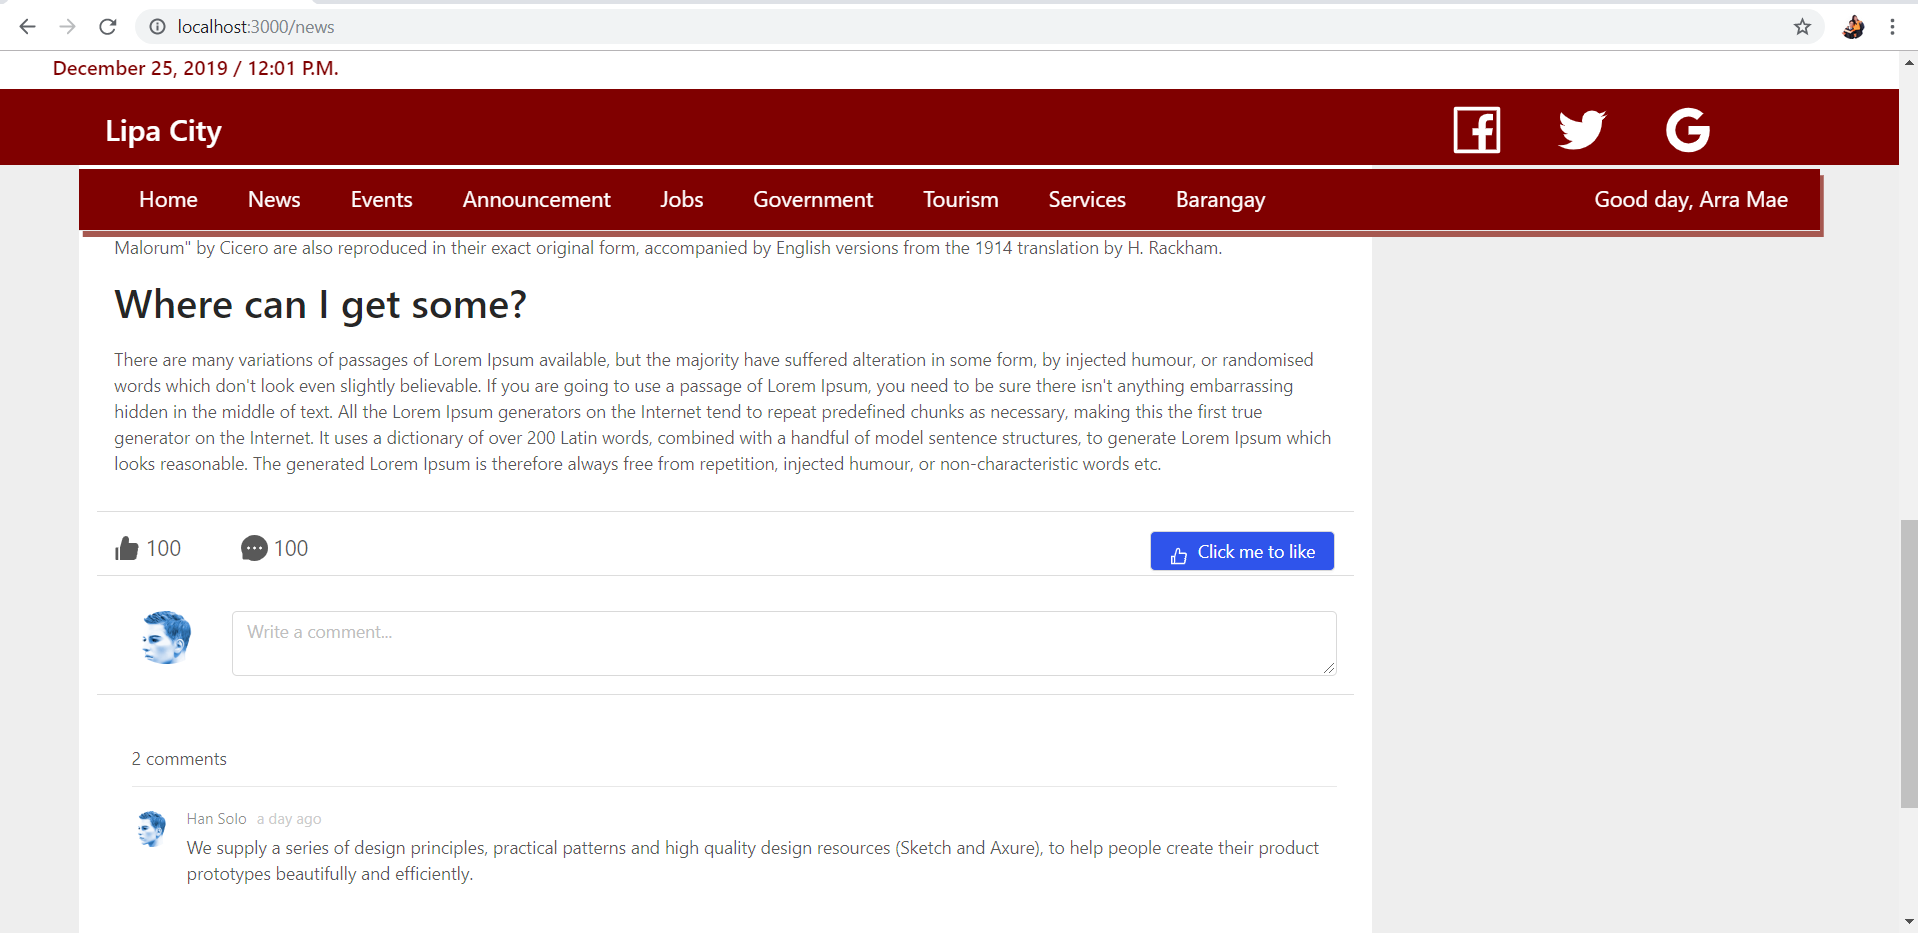 localhost:3000/news
December 25, 2019 / 12:01 P.M.
Lipa City
Home News Events Announcement Jobs Government Tourism Services Barangay Good day, Arra Mae
Malorum" by Cicero are also reproduced in their exact original form, accompanied by English versions from the 1914 translation by H. Rackham.
Where can I get some?
There are many variations of passages of Lorem Ipsum available, but the majority have suffered alteration in some form, by injected humour, or randomised
words which don't look even slightly believable. If you are going to use a passage of Lorem Ipsum, you need to be sure there isn't anything embarrassing
hidden in the middle of text. All the Lorem Ipsum generators on the Internet tend to repeat predefined chunks as necessary, making this the first true
generator on the Internet. It uses a dictionary of over 200 Latin words, combined with a handful of model sentence structures, to generate Lorem Ipsum which
looks reasonable. The generated Lorem Ipsum is therefore always free from repetition, injected humour, or non-characteristic words etc.
100 100 Click me to like
Write a comment...
2 comments
Han Solo a day ago
We supply a series of design principles, practical patterns and high quality design resources (Sketch and Axure), to help people create their product
prototypes beautifully and efficiently.